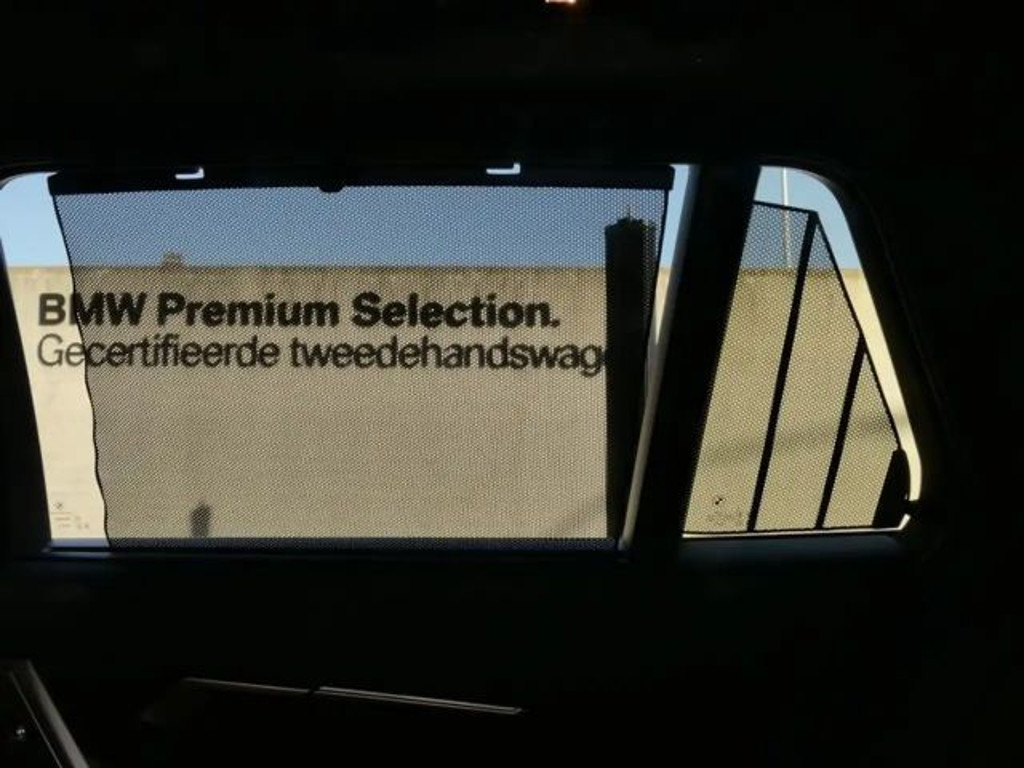 BMW Premium Selection.
Gecertifieerde tweedehandswag